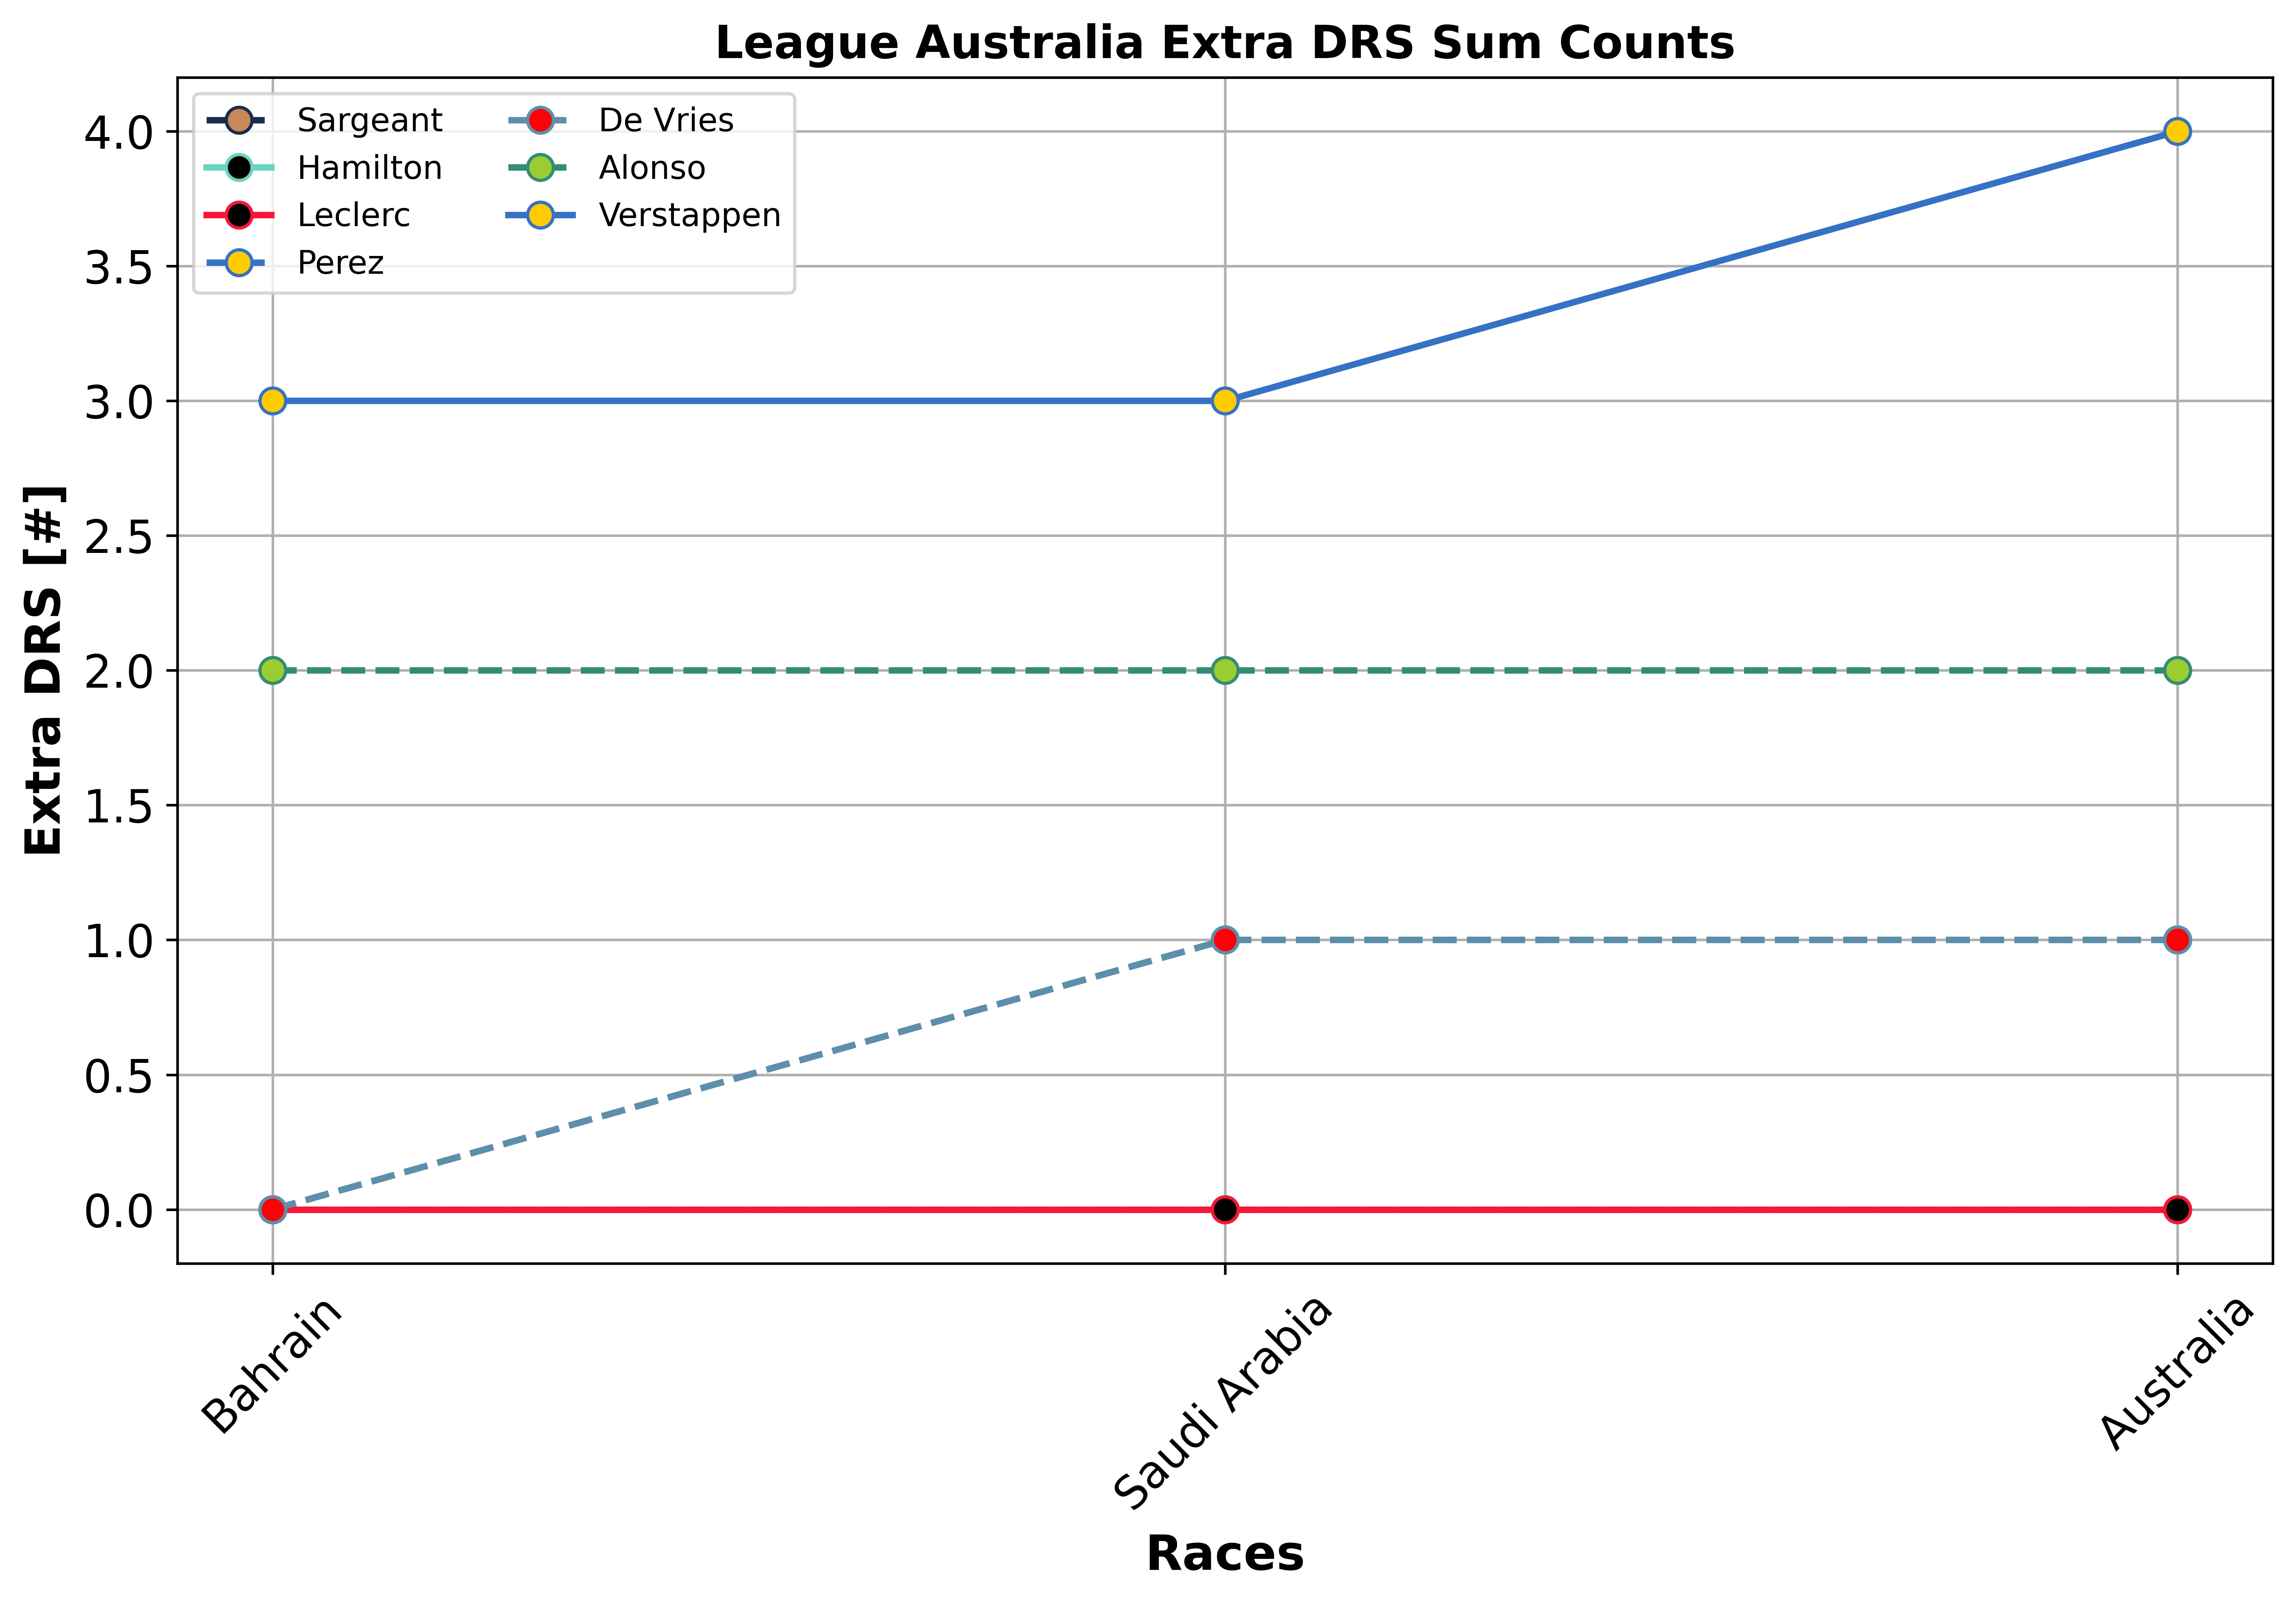 League Australia Extra DRS Sum Counts
Sargeant
Hamilton
Leclerc
Perez
De Vries
Alonso
Verstappen
Extra DRS [#]
4.0
3.5
3.0
2.5
2.0
1.5
1.0
0.5
0.0
Bahrain
Saudi Arabia
Australia
Races